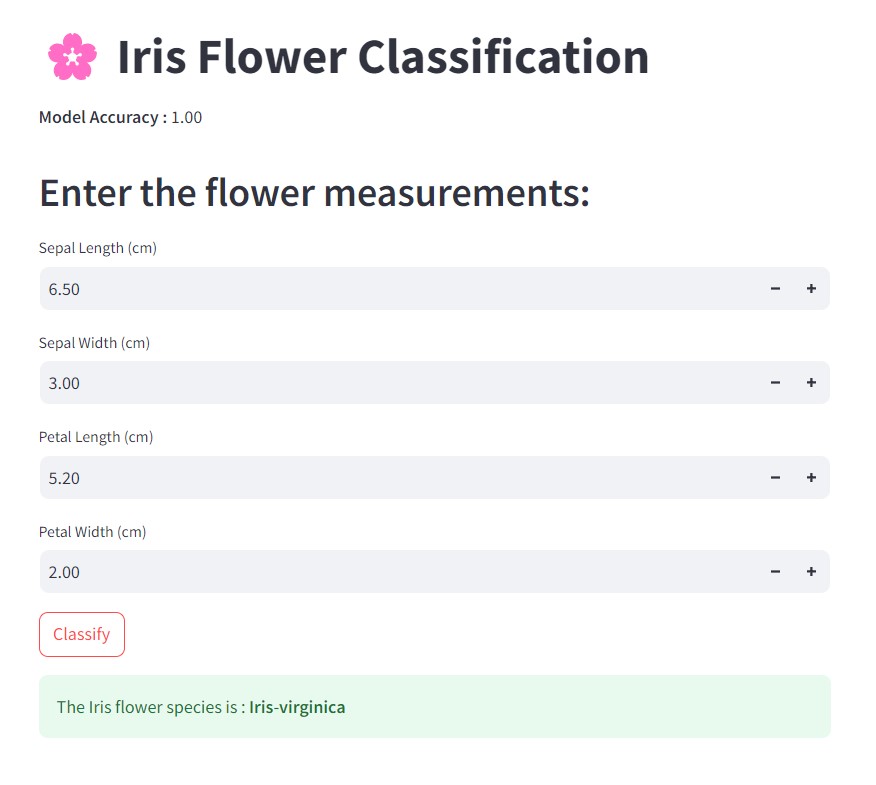 Iris Flower Classification
Model Accuracy : 1.00
Enter the flower measurements:
Sepal Length (cm)
6.50 − +
Sepal Width (cm)
3.00 − +
Petal Length (cm)
5.20 − +
Petal Width (cm)
2.00 − +
Classify
The Iris flower species is : Iris-virginica